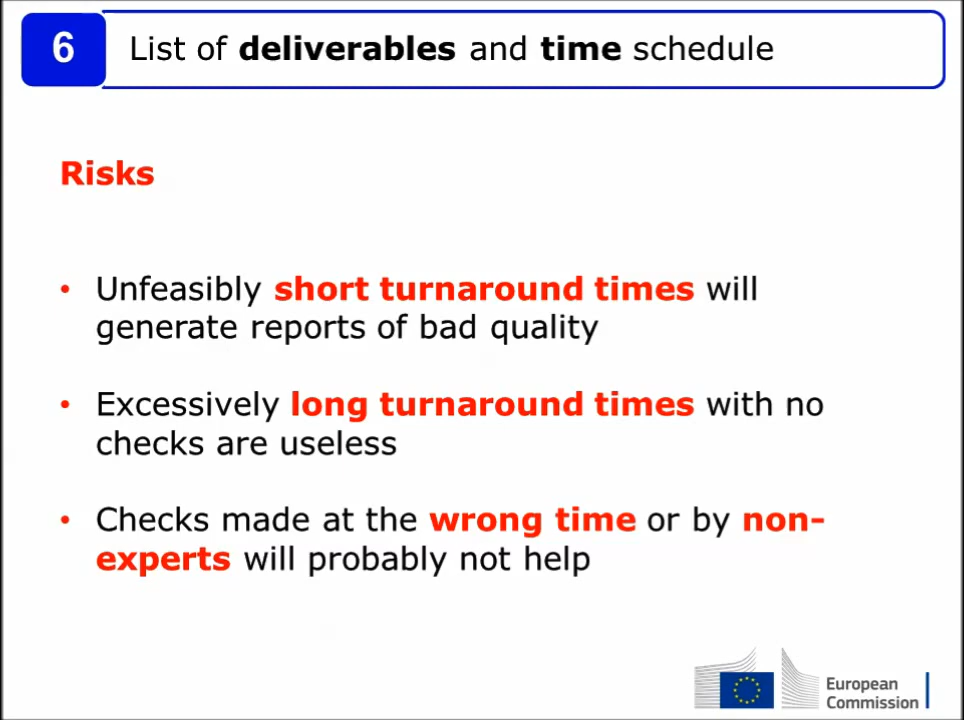 6
List of deliverables and time schedule
Risks
• Unfeasibly short turnaround times will
generate reports of bad quality
• Excessively long turnaround times with no
checks are useless
• Checks made at the wrong time or by non-
experts will probably not help
European
Commission